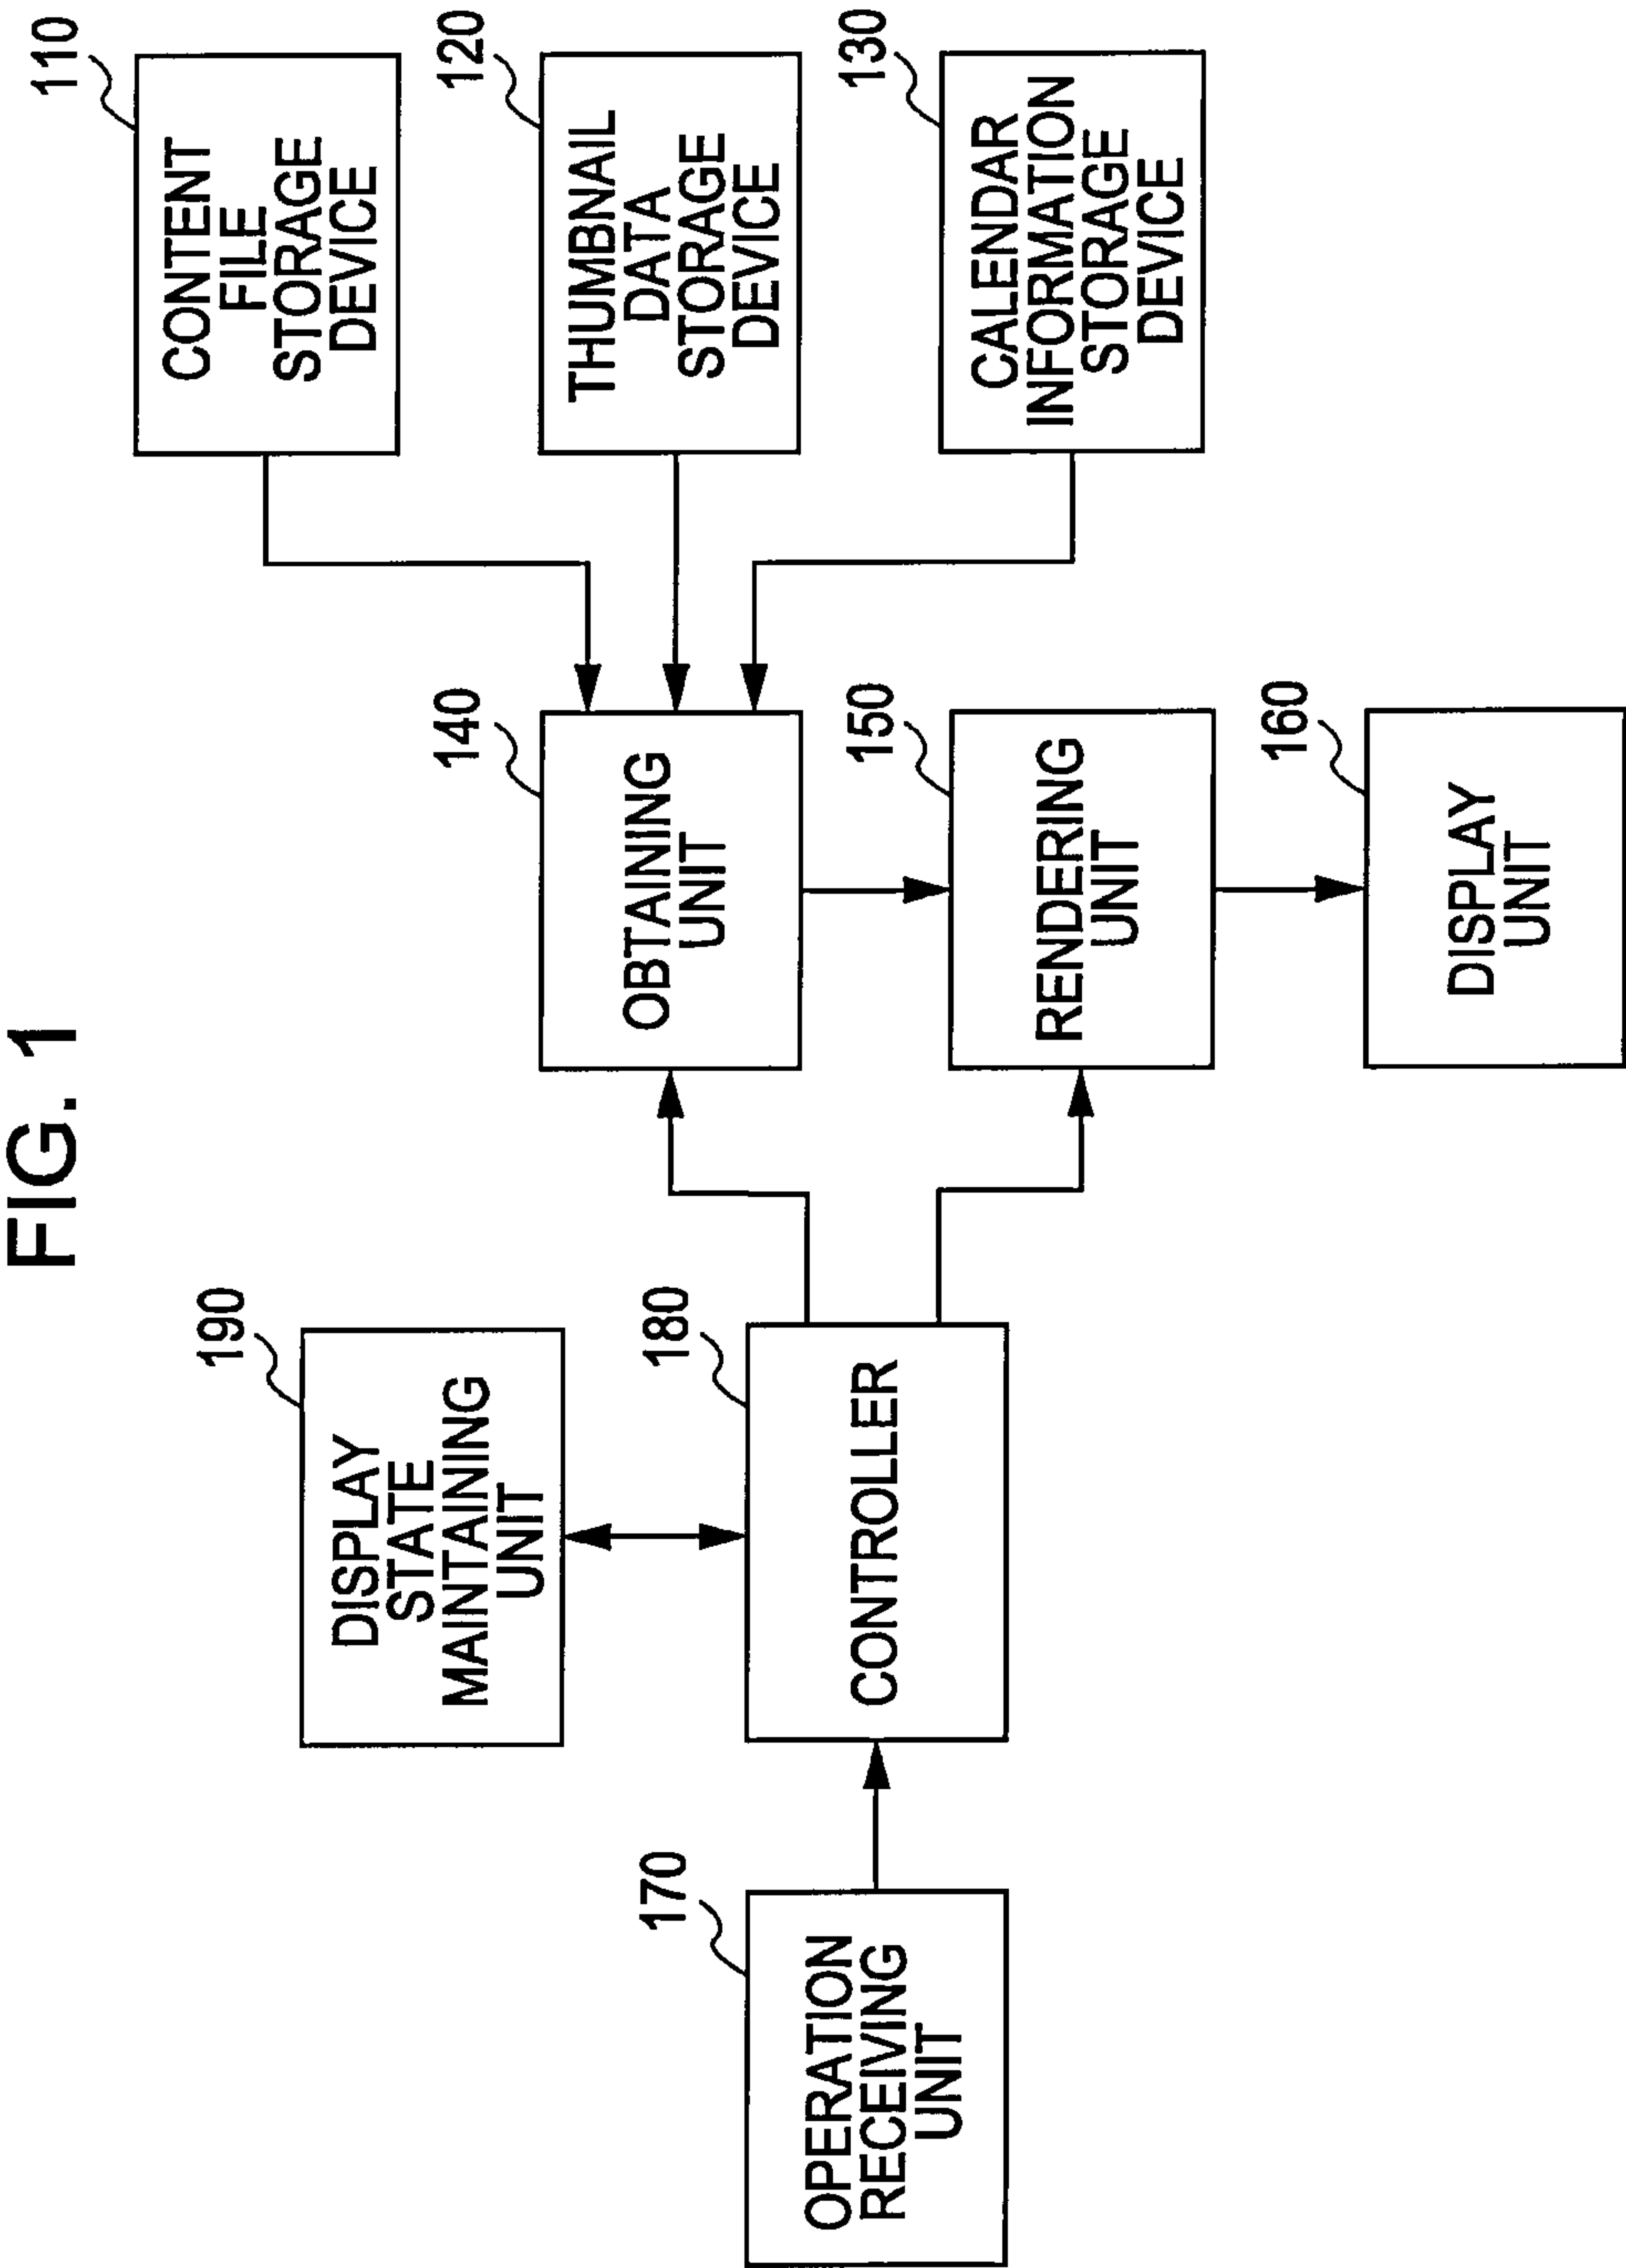 FIG. 1
110
CONTENT
FILE
STORAGE
DEVICE
120
THUMBNAIL
DATA
STORAGE
DEVICE
130
CALENDAR
INFORMATION
STORAGE
DEVICE
140
OBTAINING
UNIT
150
RENDERING
UNIT
160
DISPLAY
UNIT
190
DISPLAY
STATE
MAINTAINING
UNIT
180
CONTROLLER
170
OPERATION
RECEIVING
UNIT